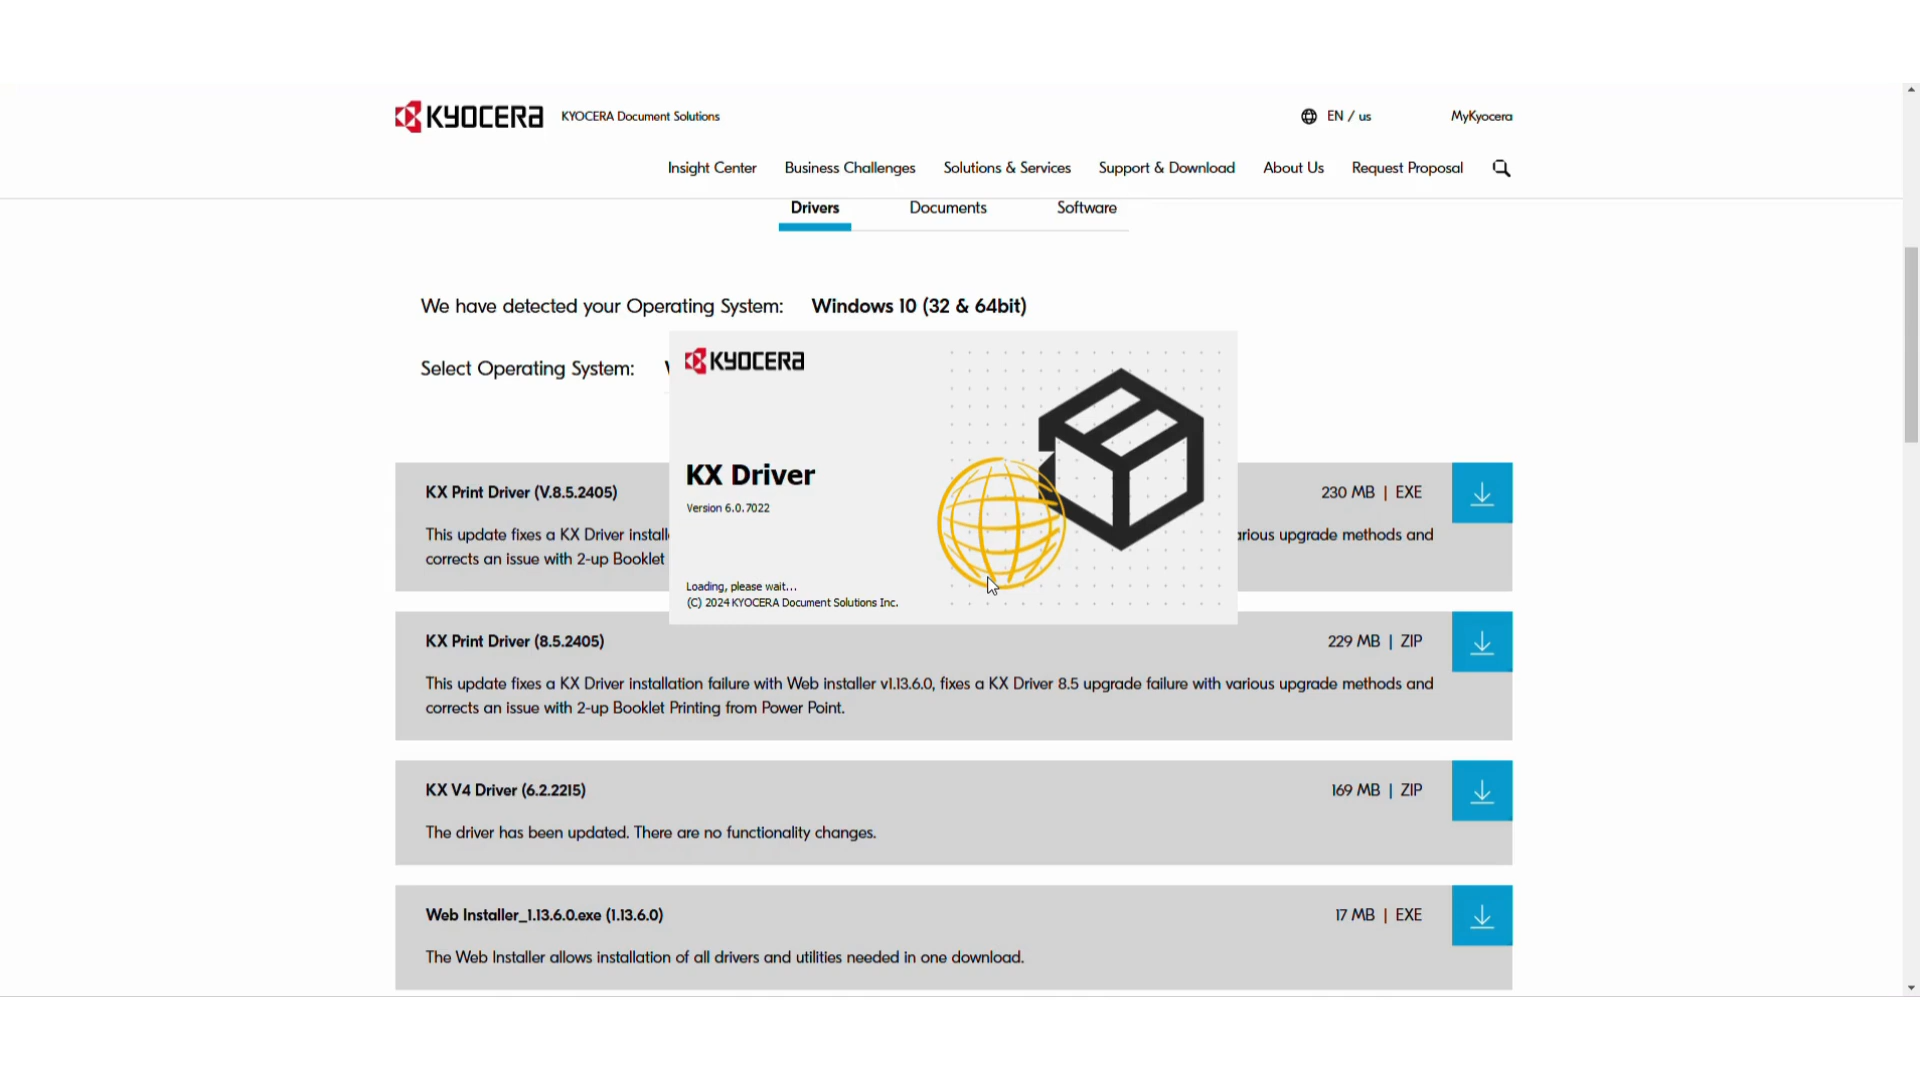 KYOCERA KYOCERA Document Solutions EN / us MyKyocera
Insight Center Business Challenges Solutions & Services Support & Download About Us Request Proposal
Drivers Documents Software
We have detected your Operating System: Windows 10 (32 & 64bit)
Select Operating System:
KYOCERA
KX Driver
Version 6.0.7022
Loading, please wait...
(C) 2024 KYOCERA Document Solutions Inc.
KX Print Driver (V.8.5.2405) 230 MB | EXE
This update fixes a KX Driver install arious upgrade methods and
corrects an issue with 2-up Booklet
KX Print Driver (8.5.2405) 229 MB | ZIP
This update fixes a KX Driver installation failure with Web installer v1.13.6.0, fixes a KX Driver 8.5 upgrade failure with various upgrade methods and
corrects an issue with 2-up Booklet Printing from Power Point.
KX V4 Driver (6.2.2215) 169 MB | ZIP
The driver has been updated. There are no functionality changes.
Web Installer_1.13.6.0.exe (1.13.6.0) 17 MB | EXE
The Web Installer allows installation of all drivers and utilities needed in one download.